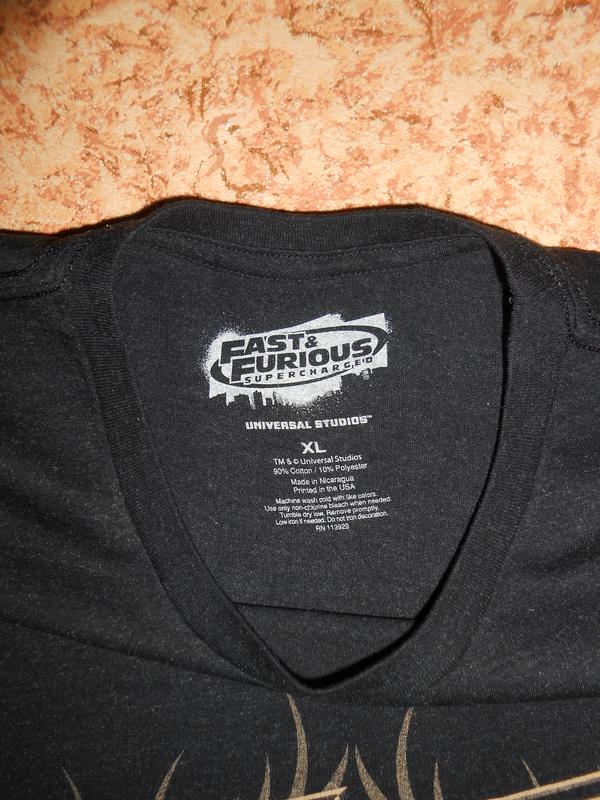 FAST &
FURIOUS
SUPERCHARGED
UNIVERSAL STUDIOS™
XL
TM & © Universal Studios
90% Cotton / 10% Polyester
Made in Nicaragua
Printed in the USA
Machine wash cold with like colors.
Use only non-chlorine bleach when needed.
Tumble dry low. Remove promptly.
Low iron if needed. Do not iron decoration.
RN 113929